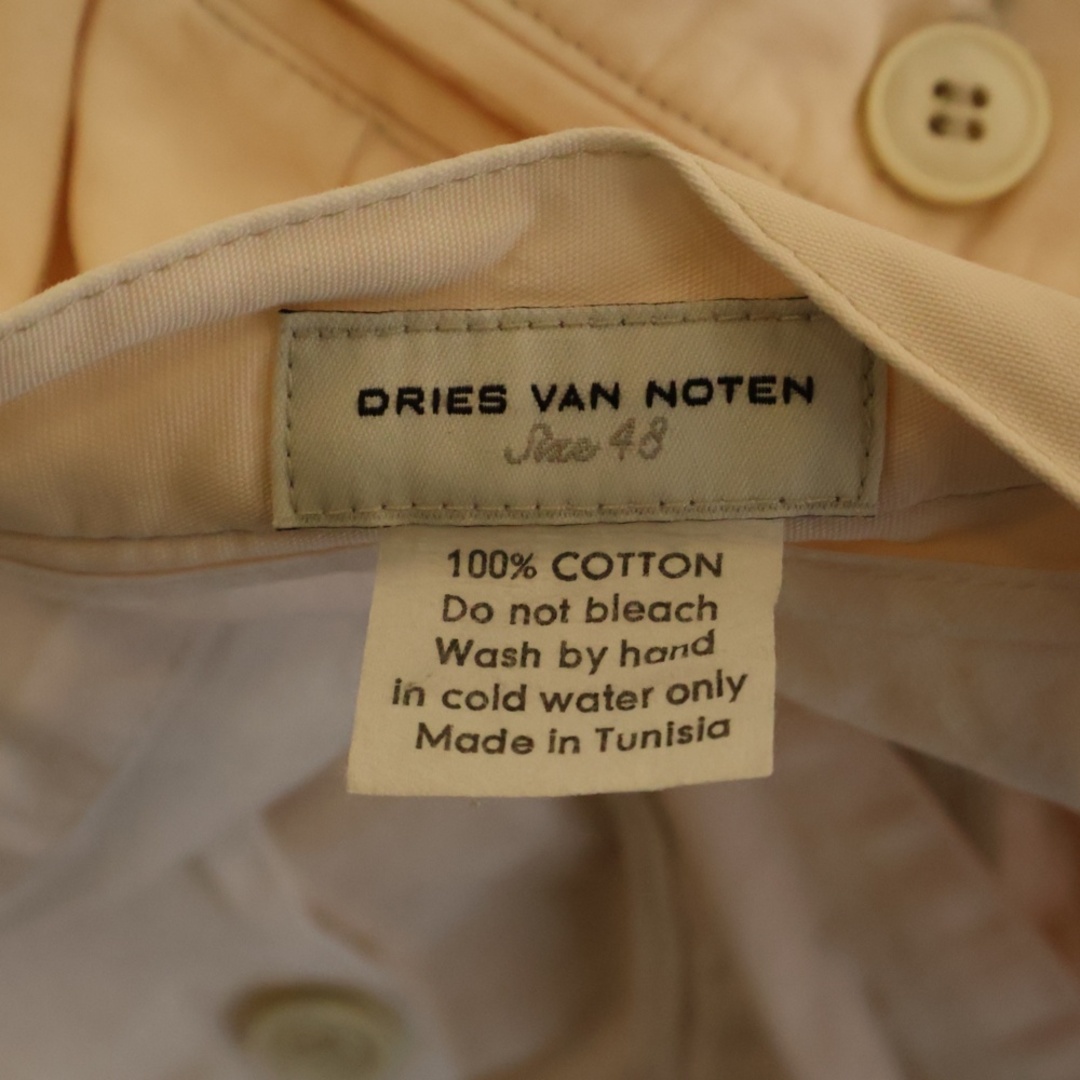 DRIES VAN NOTEN
Size 48
100% COTTON
Do not bleach
Wash by hand
in cold water only
Made in Tunisia